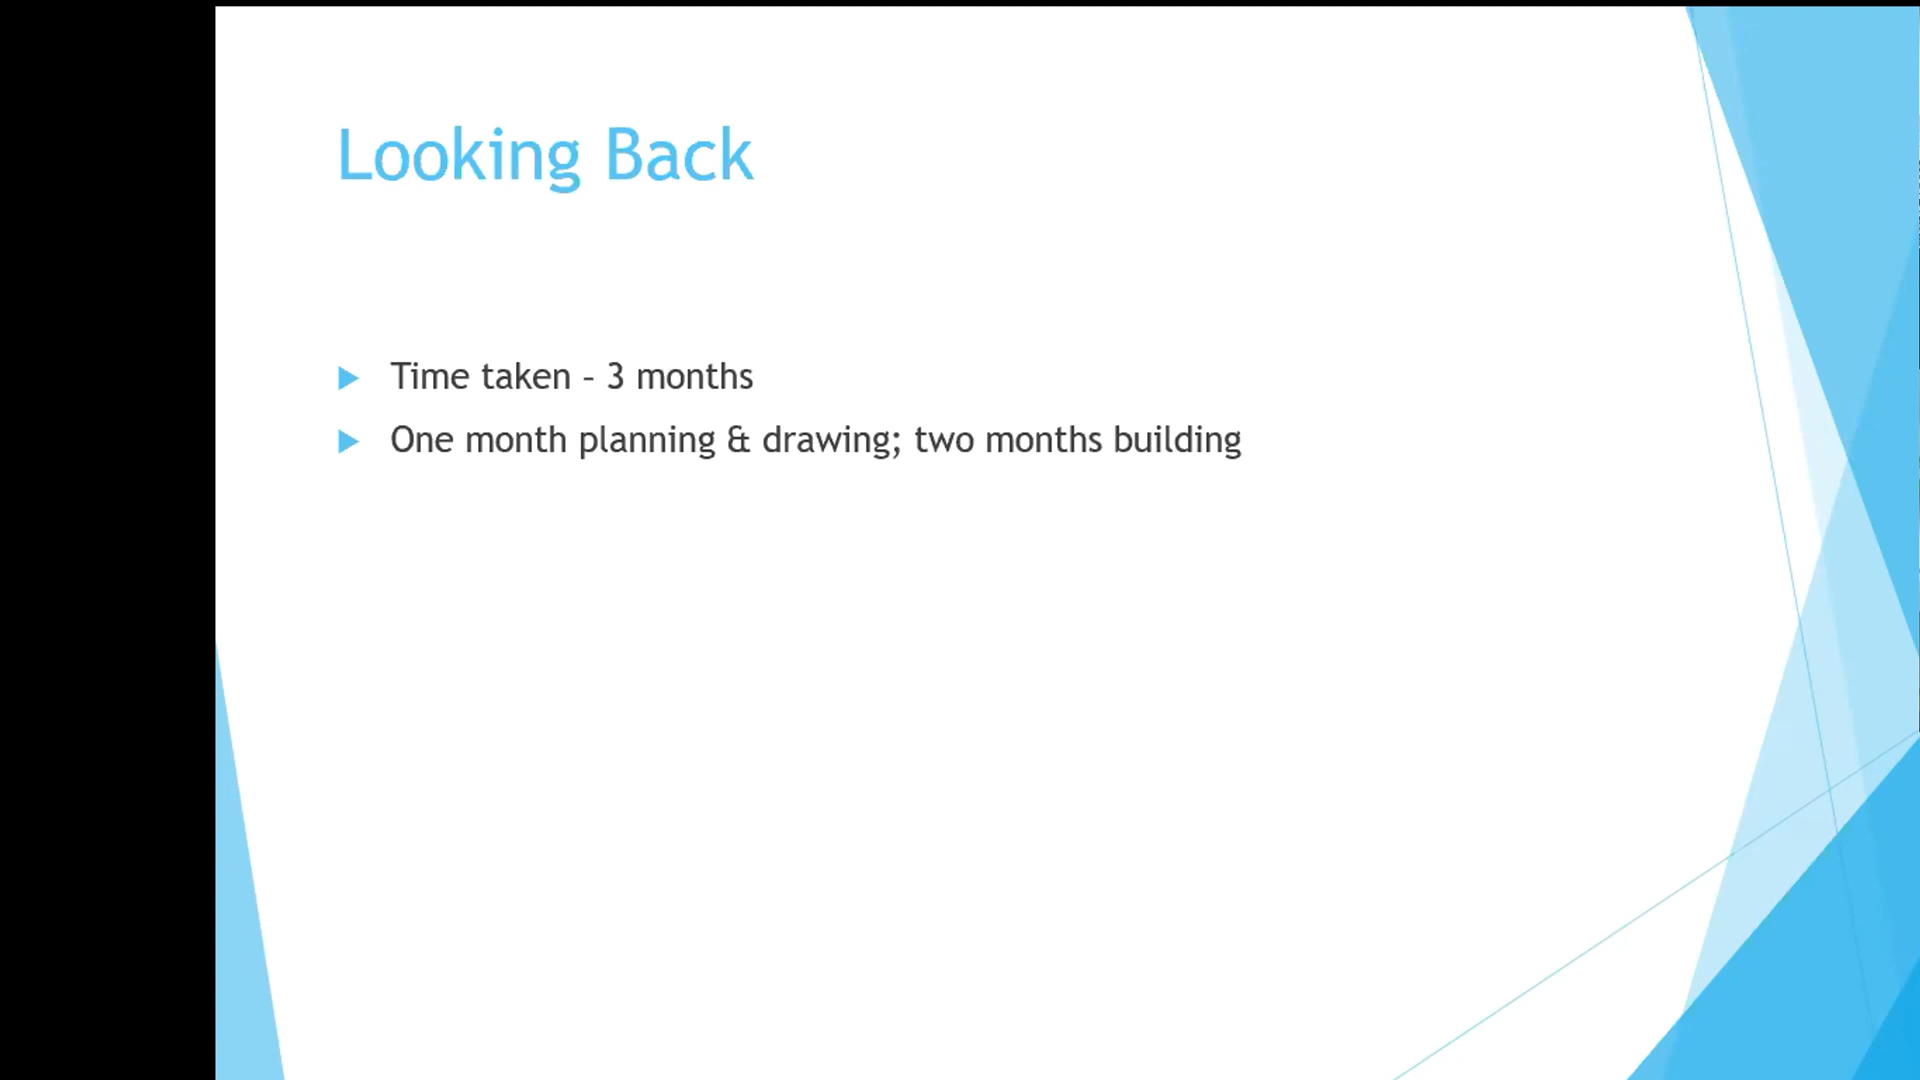 Looking Back
Time taken – 3 months
One month planning & drawing; two months building